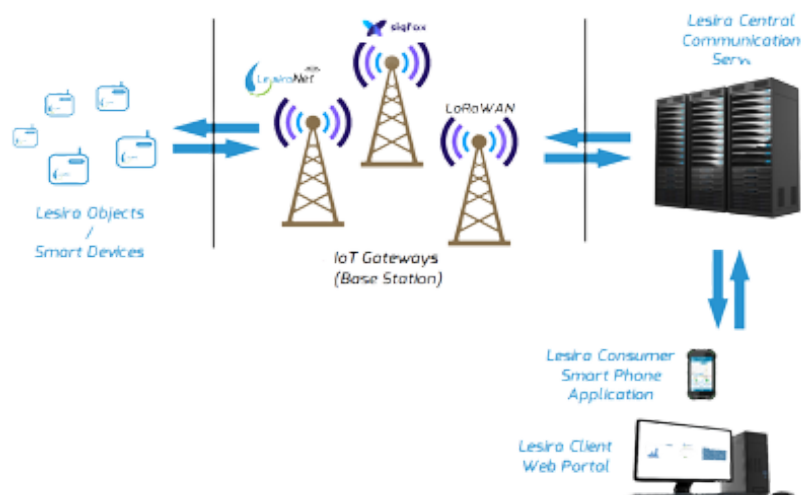 sigfox
LesiraNet
LoRaWAN
Lesira Central
Communication
Serv.
Lesira Objects
/
Smart Devices
IoT Gateways
(Base Station)
Lesira Consumer
Smart Phone
Application
Lesira Client
Web Portal